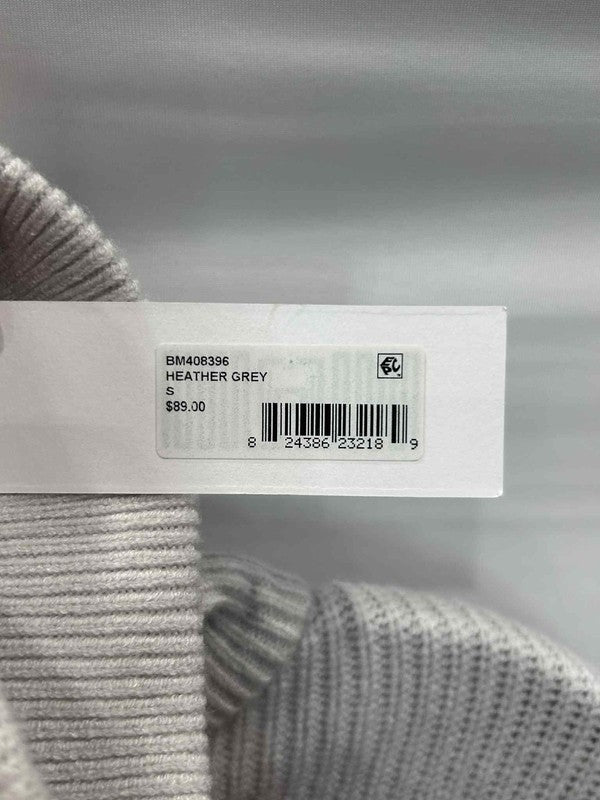 BM408396
HEATHER GREY
S
$89.00
8 24386 23218 9